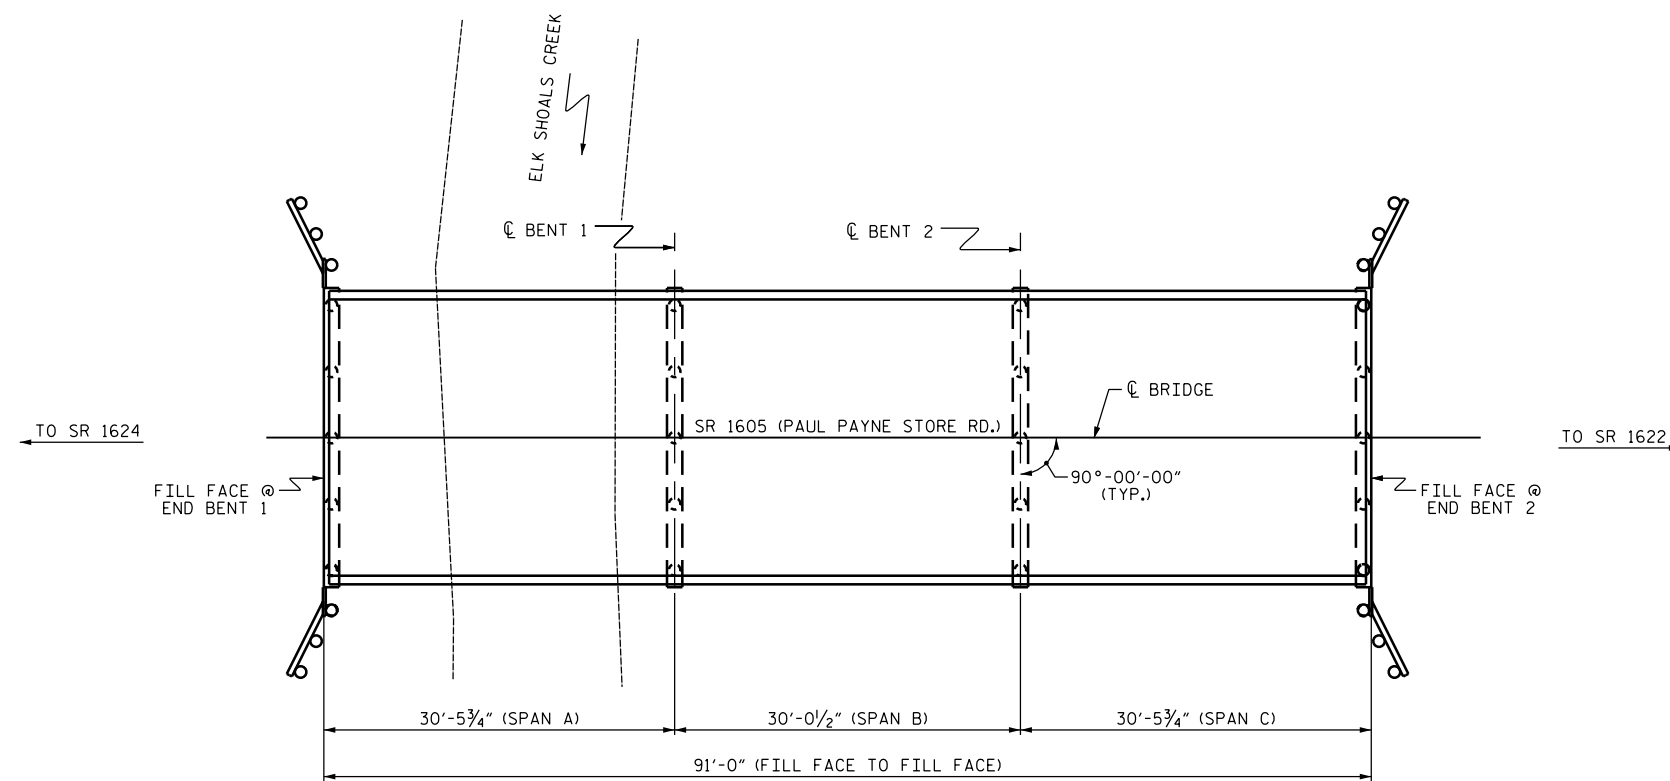 ELK SHOALS CREEK
℄ BENT 1
℄ BENT 2
℄ BRIDGE
SR 1605 (PAUL PAYNE STORE RD.)
TO SR 1624
TO SR 1622
90°-00'-00"
(TYP.)
FILL FACE @
END BENT 1
FILL FACE @
END BENT 2
30'-5¾" (SPAN A)
30'-0½" (SPAN B)
30'-5¾" (SPAN C)
91'-0" (FILL FACE TO FILL FACE)